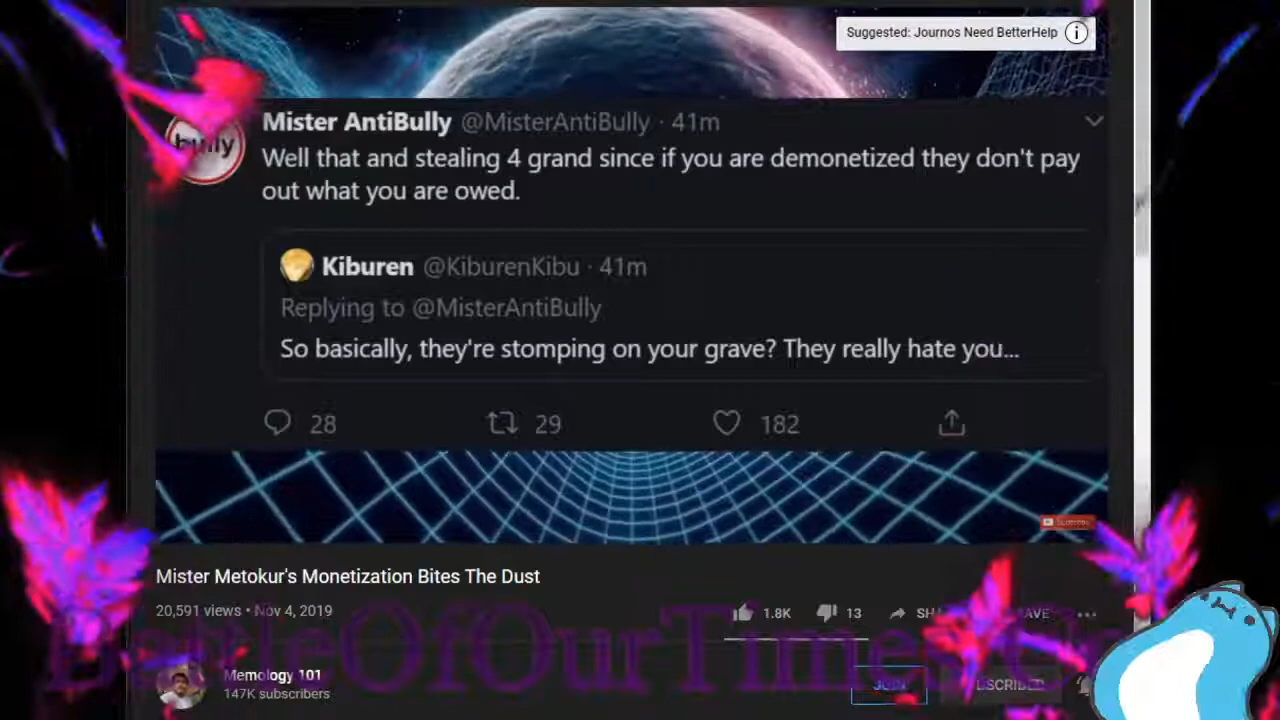 Suggested: Journos Need BetterHelp
bully
Mister AntiBully @MisterAntiBully · 41m
Well that and stealing 4 grand since if you are demonetized they don't pay
out what you are owed.
Kiburen @KiburenKibu · 41m
Replying to @MisterAntiBully
So basically, they're stomping on your grave? They really hate you...
28 29 182
Subscribe
Mister Metokur's Monetization Bites The Dust
20,591 views • Nov 4, 2019
1.8K 13
BattleOfOurTimes
Memology 101
147K subscribers
JOIN